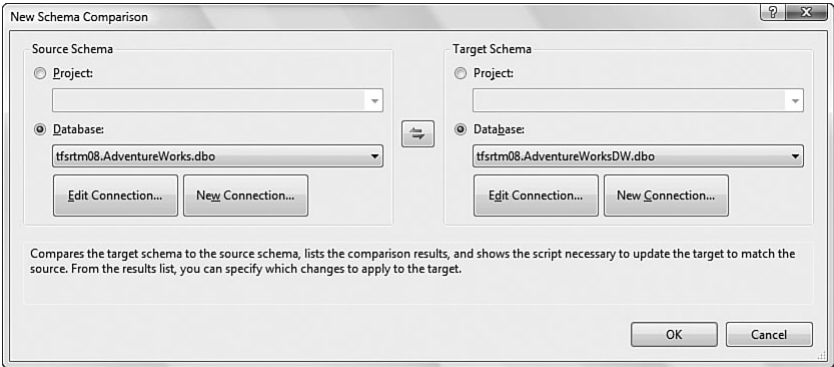 New Schema Comparison
?
X
Source Schema
Project:
Database:
tfsrtm08.AdventureWorks.dbo
Edit Connection...
New Connection...
Target Schema
Project:
Database:
tfsrtm08.AdventureWorksDW.dbo
Edit Connection...
New Connection...
Compares the target schema to the source schema, lists the comparison results, and shows the script necessary to update the target to match the
source. From the results list, you can specify which changes to apply to the target.
OK
Cancel